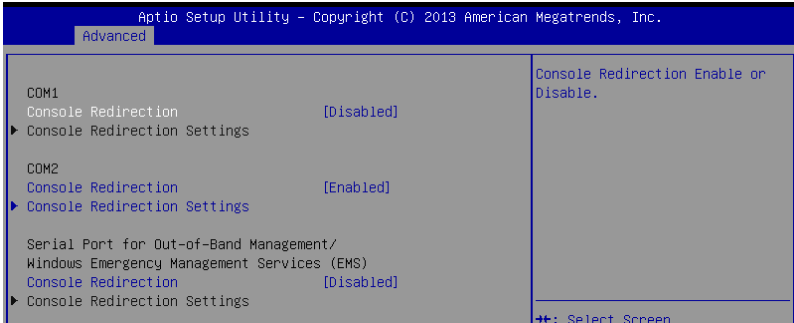 Aptio Setup Utility – Copyright (C) 2013 American Megatrends, Inc.
Advanced
COM1
Console Redirection [Disabled]
Console Redirection Settings
COM2
Console Redirection [Enabled]
Console Redirection Settings
Serial Port for Out-of-Band Management/
Windows Emergency Management Services (EMS)
Console Redirection [Disabled]
Console Redirection Settings
Console Redirection Enable or
Disable.
→←: Select Screen